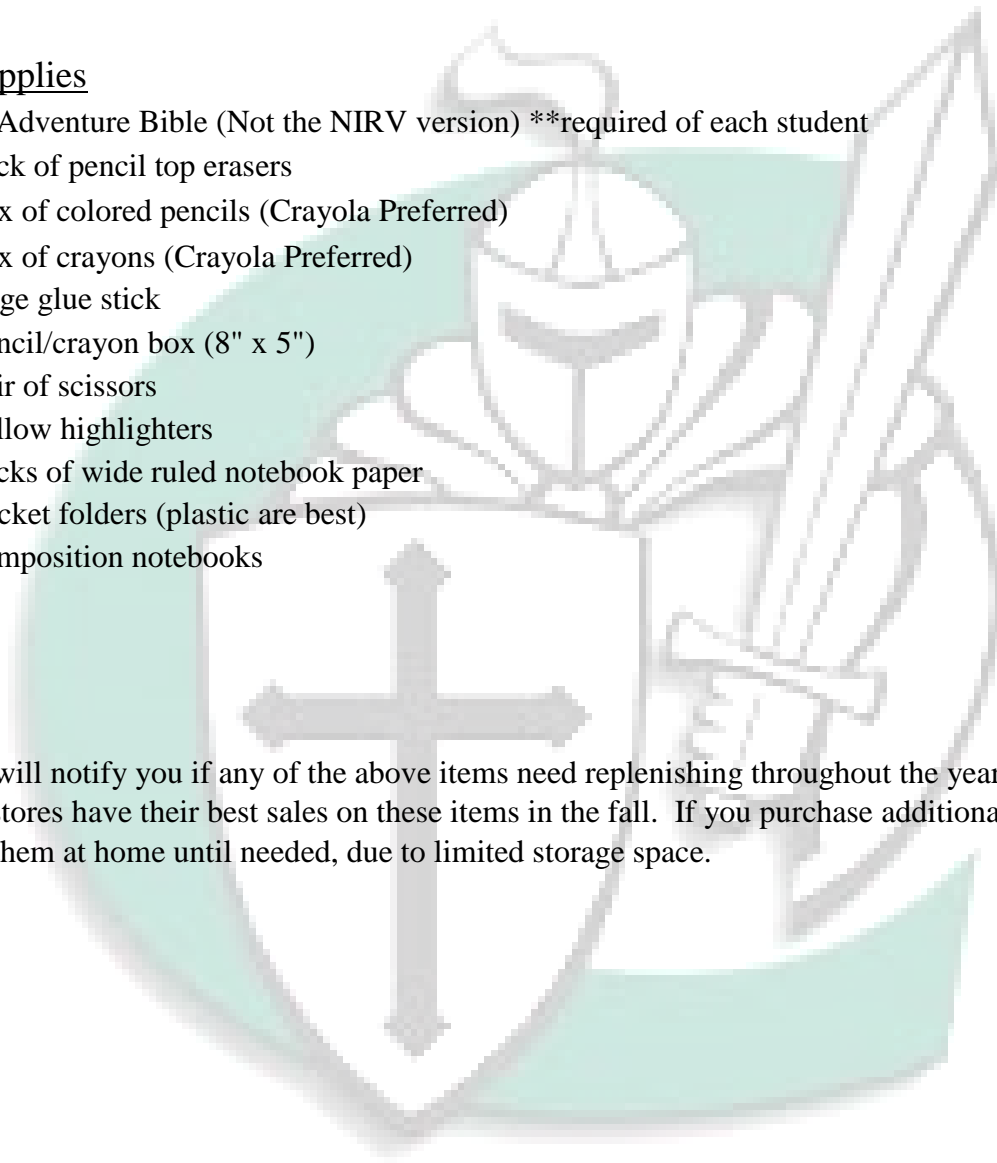 pplies
Adventure Bible (Not the NIRV version) **required of each student
ck of pencil top erasers
x of colored pencils (Crayola Preferred)
x of crayons (Crayola Preferred)
ge glue stick
ncil/crayon box (8" x 5")
ir of scissors
llow highlighters
cks of wide ruled notebook paper
cket folders (plastic are best)
mposition notebooks
will notify you if any of the above items need replenishing throughout the year
tores have their best sales on these items in the fall.  If you purchase additiona
hem at home until needed, due to limited storage space.